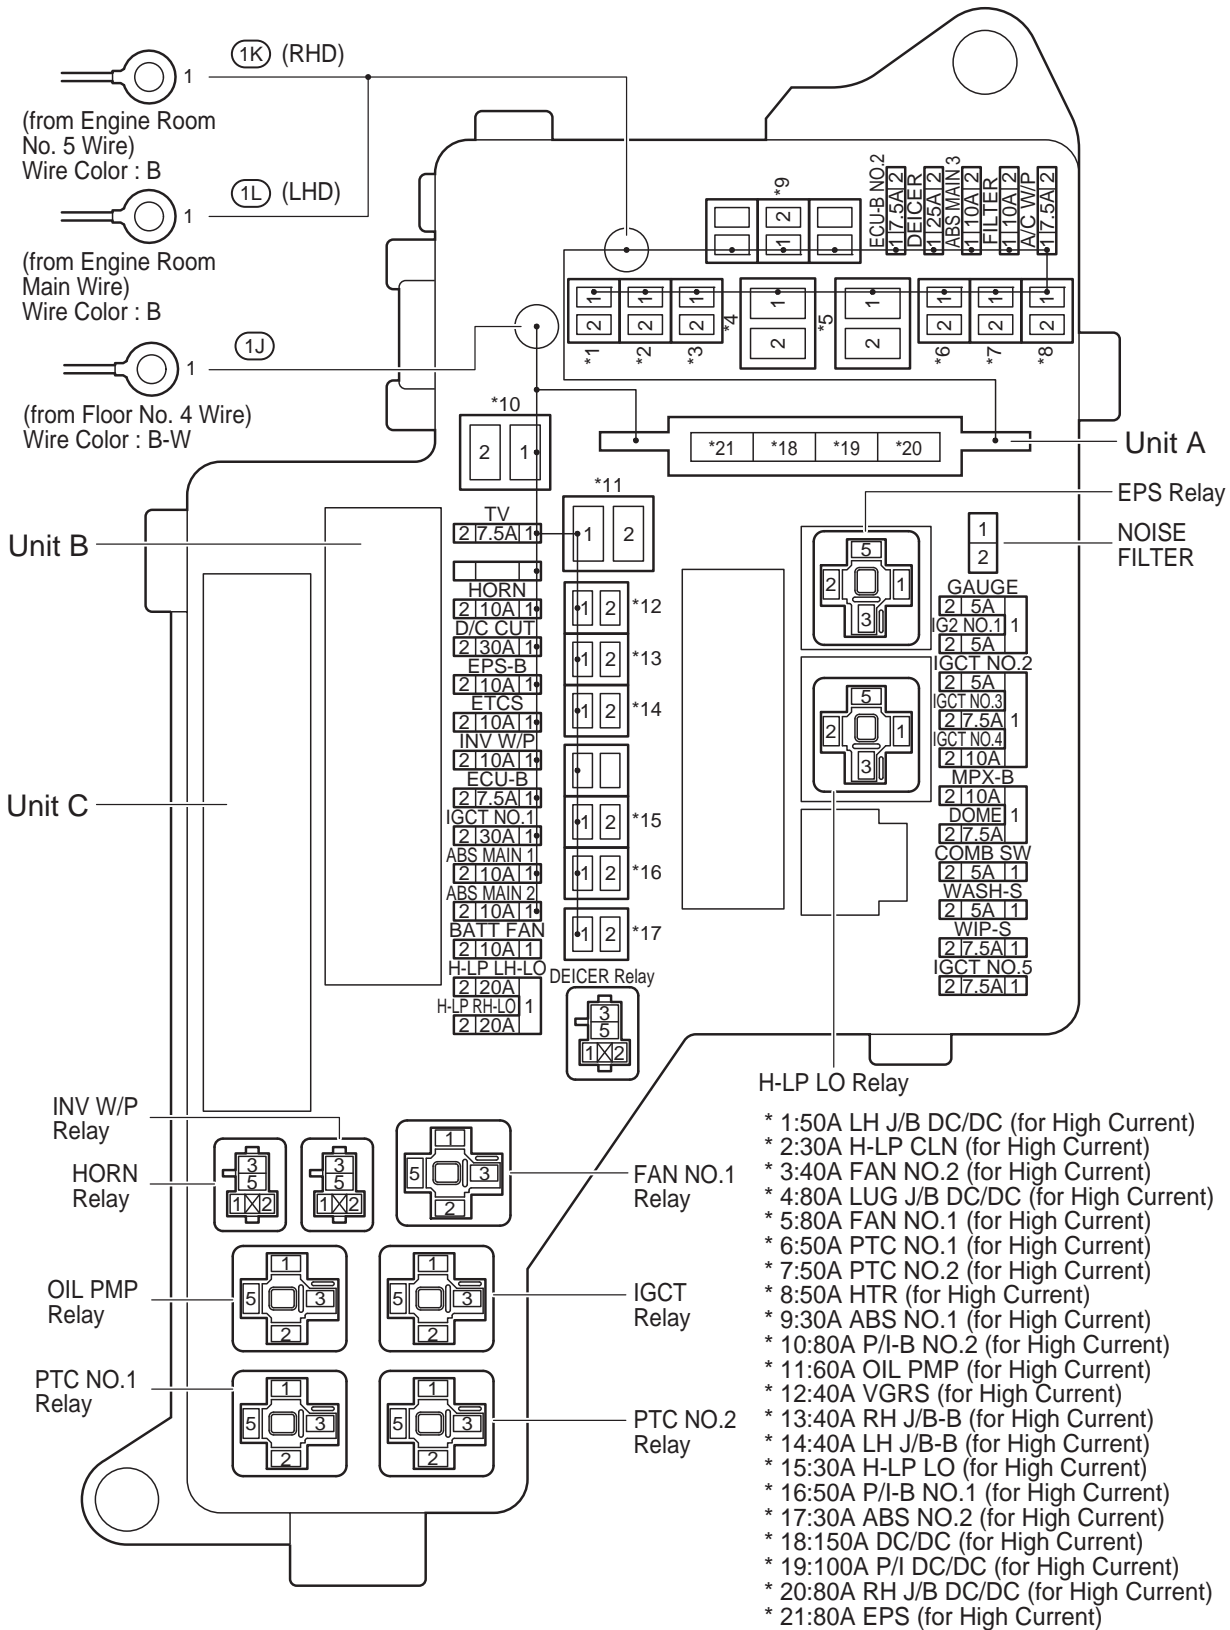 1 1K (RHD)
(from Engine Room
No. 5 Wire)
Wire Color : B
1 1L (LHD)
(from Engine Room
Main Wire)
Wire Color : B
1 1J
(from Floor No. 4 Wire)
Wire Color : B-W
*9
2
1
ECU-B NO.2
1 7.5A 2
DEICER
1 25A 2
ABS MAIN 3
1 10A 2
FILTER
1 10A 2
A/C W/P
1 7.5A 2
1 1 1 1 1 1 1 1
2 2 2 2 2 2 2 2
*1 *2 *3 *4 *5 *6 *7 *8
*10
2 1
*21 *18 *19 *20
Unit A
*11
1 2
EPS Relay
5
2 1
3
1
2
NOISE
FILTER
Unit B
Unit C
TV
2 7.5A 1
HORN
2 10A 1
D/C CUT
2 30A 1
EPS-B
2 10A 1
ETCS
2 10A 1
INV W/P
2 10A 1
ECU-B
2 7.5A 1
IGCT NO.1
2 30A 1
ABS MAIN 1
2 10A 1
ABS MAIN 2
2 10A 1
BATT FAN
2 10A 1
H-LP LH-LO
2 20A
H-LP RH-LO 1
2 20A
1 2 *12
1 2 *13
1 2 *14
1 2 *15
1 2 *16
1 2 *17
DEICER Relay
3
5
1 2
5
2 1
3
H-LP LO Relay
GAUGE
2 5A
IG2 NO.1 1
2 5A
IGCT NO.2
2 5A
IGCT NO.3
2 7.5A 1
IGCT NO.4
2 10A
MPX-B
2 10A
DOME 1
2 7.5A
COMB SW
2 5A 1
WASH-S
2 5A 1
WIP-S
2 7.5A 1
IGCT NO.5
2 7.5A 1
INV W/P
Relay
3
5
1 2
HORN
Relay
3
5
1 2
1
5 3
2
FAN NO.1
Relay
OIL PMP
Relay
1
5 3
2
1
5 3
2
IGCT
Relay
PTC NO.1
Relay
1
5 3
2
1
5 3
2
PTC NO.2
Relay
* 1:50A LH J/B DC/DC (for High Current)
* 2:30A H-LP CLN (for High Current)
* 3:40A FAN NO.2 (for High Current)
* 4:80A LUG J/B DC/DC (for High Current)
* 5:80A FAN NO.1 (for High Current)
* 6:50A PTC NO.1 (for High Current)
* 7:50A PTC NO.2 (for High Current)
* 8:50A HTR (for High Current)
* 9:30A ABS NO.1 (for High Current)
* 10:80A P/I-B NO.2 (for High Current)
* 11:60A OIL PMP (for High Current)
* 12:40A VGRS (for High Current)
* 13:40A RH J/B-B (for High Current)
* 14:40A LH J/B-B (for High Current)
* 15:30A H-LP LO (for High Current)
* 16:50A P/I-B NO.1 (for High Current)
* 17:30A ABS NO.2 (for High Current)
* 18:150A DC/DC (for High Current)
* 19:100A P/I DC/DC (for High Current)
* 20:80A RH J/B DC/DC (for High Current)
* 21:80A EPS (for High Current)